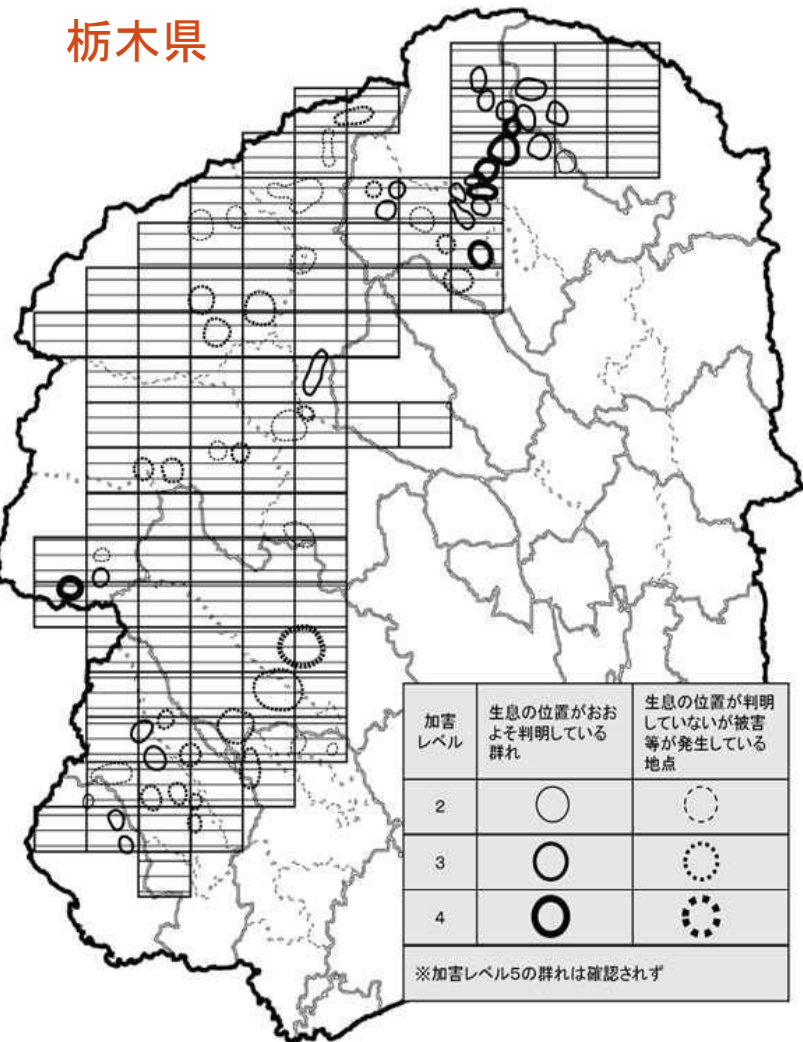 栃木県
加害
レベル
生息の位置がおお
よそ判明している
群れ
生息の位置が判明
していないが被害
等が発生している
地点
2
3
4
※加害レベル5の群れは確認されず